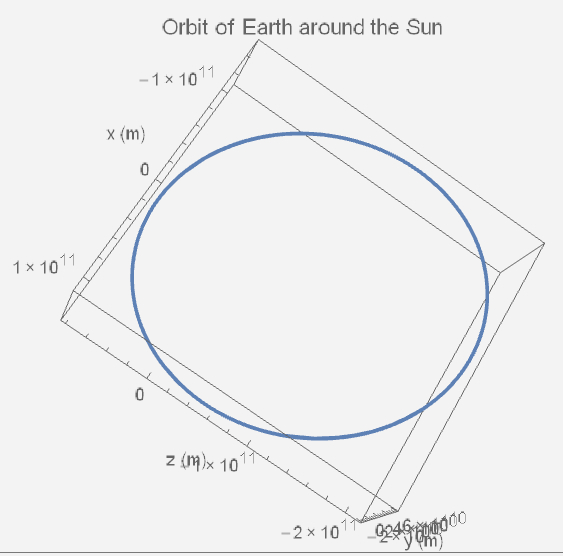 Orbit of Earth around the Sun
−1 × 10^11
x (m)
0
1 × 10^11
0
z (m)
1 × 10^11
−2 × 10^11
y (m)